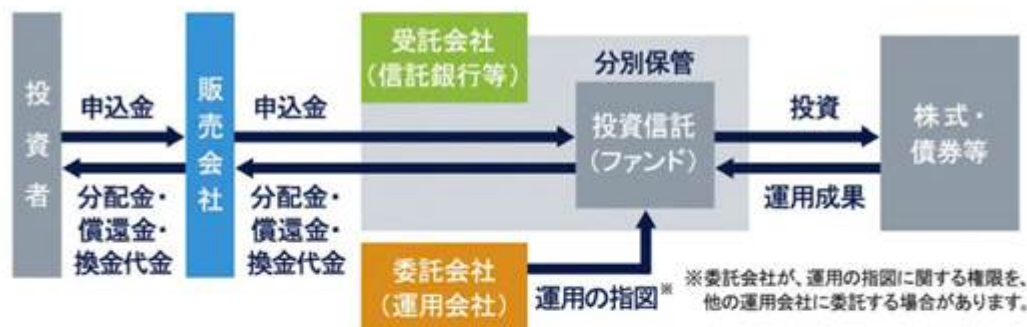 投資者
申込金
分配金・
償還金・
換金代金
販売会社
申込金
分配金・
償還金・
換金代金
受託会社
（信託銀行等）
分別保管
投資信託
（ファンド）
委託会社
（運用会社）
運用の指図※
投資
運用成果
株式・
債券等
※委託会社が、運用の指図に関する権限を、
他の運用会社に委託する場合があります。